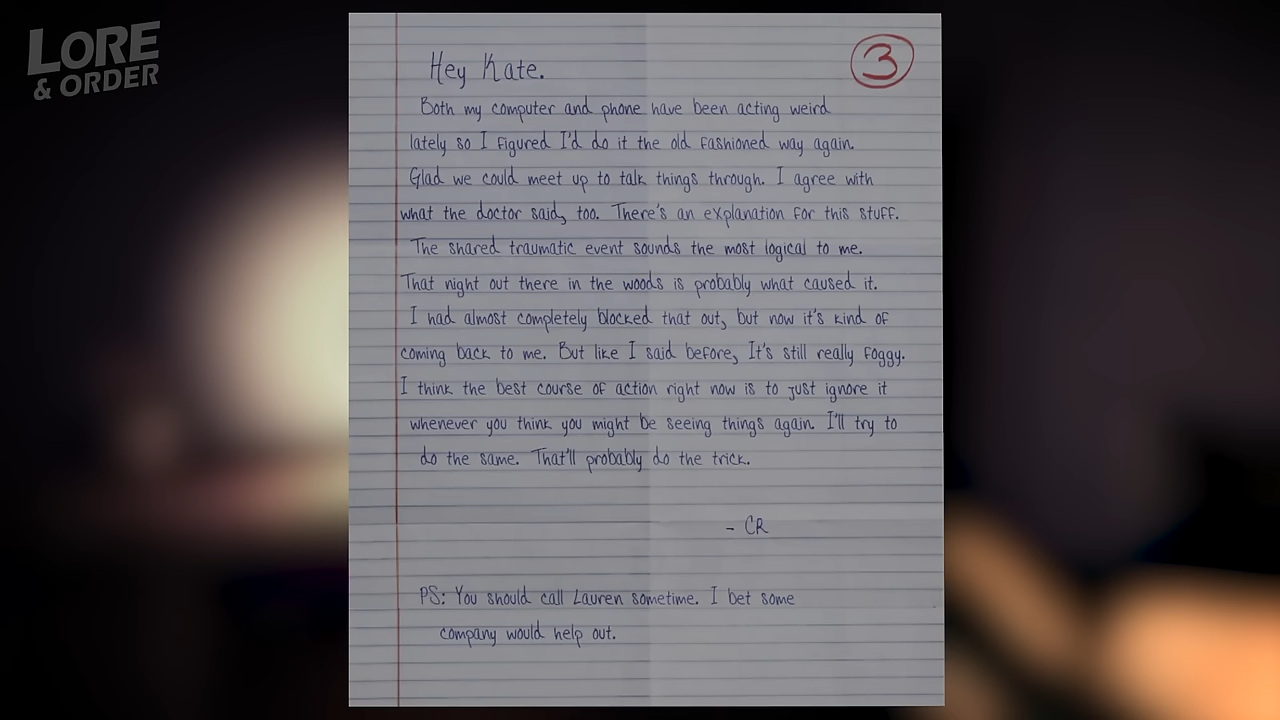 LORE
& ORDER
3
Hey Kate.
Both my computer and phone have been acting weird
lately so I figured I'd do it the old fashioned way again.
Glad we could meet up to talk things through. I agree with
what the doctor said, too. There's an explanation for this stuff.
The shared traumatic event sounds the most logical to me.
That night out there in the woods is probably what caused it.
I had almost completely blocked that out, but now it's kind of
coming back to me. But like I said before, It's still really foggy.
I think the best course of action right now is to just ignore it
whenever you think you might be seeing things again. I'll try to
do the same. That'll probably do the trick.
- CR
PS: You should call Lauren sometime. I bet some
company would help out.